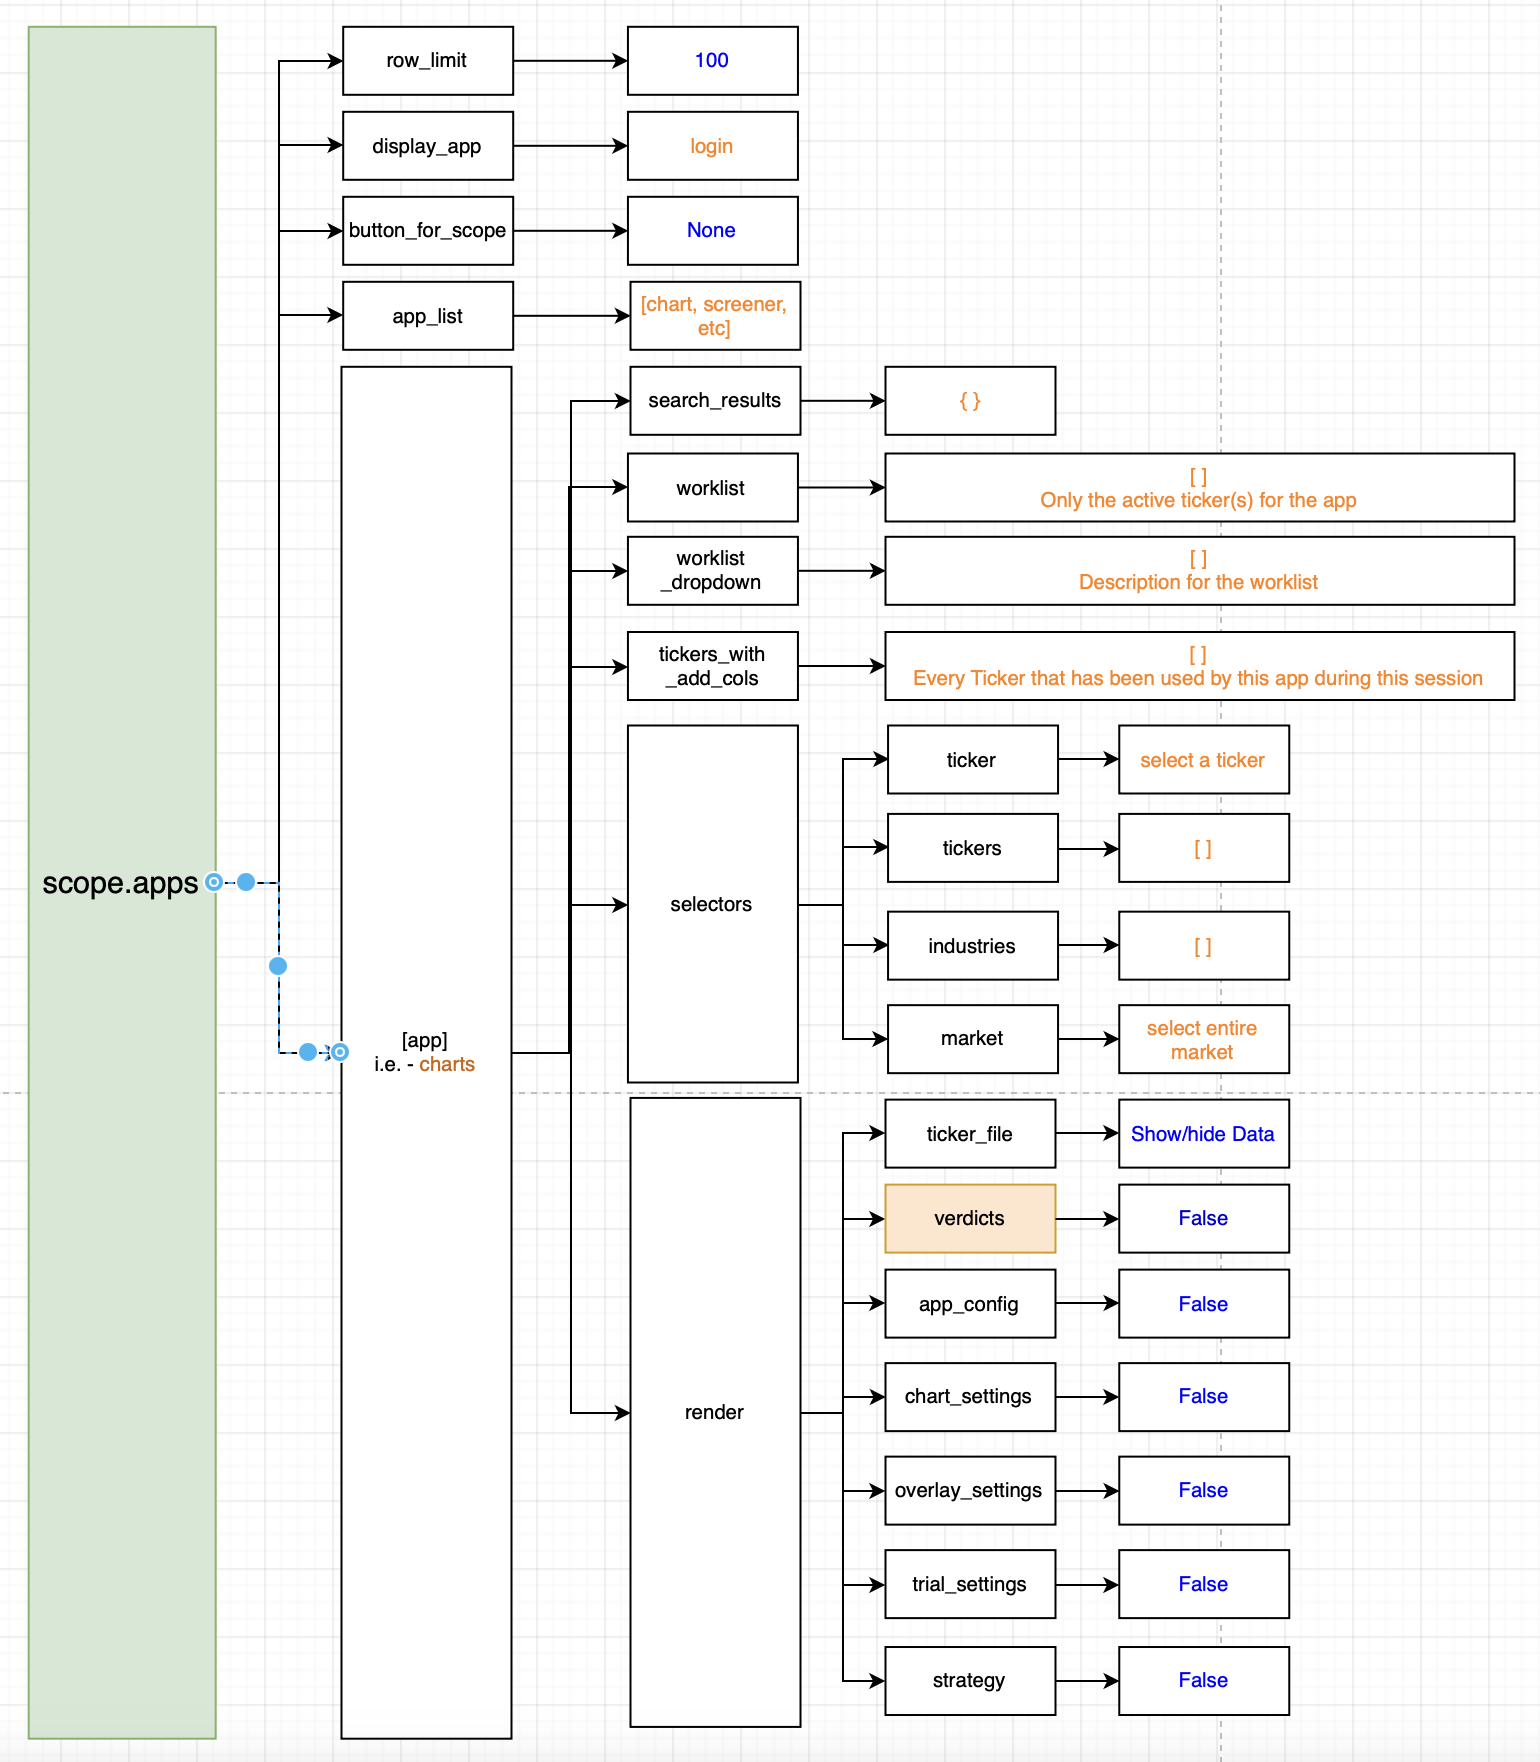 scope.apps
row_limit
100
display_app
login
button_for_scope
None
app_list
[chart, screener,
etc]
[app]
i.e. - charts
search_results
{ }
worklist
[ ]
Only the active ticker(s) for the app
worklist
_dropdown
[ ]
Description for the worklist
tickers_with
_add_cols
[ ]
Every Ticker that has been used by this app during this session
selectors
ticker
select a ticker
tickers
[ ]
industries
[ ]
market
select entire
market
render
ticker_file
Show/hide Data
verdicts
False
app_config
False
chart_settings
False
overlay_settings
False
trial_settings
False
strategy
False